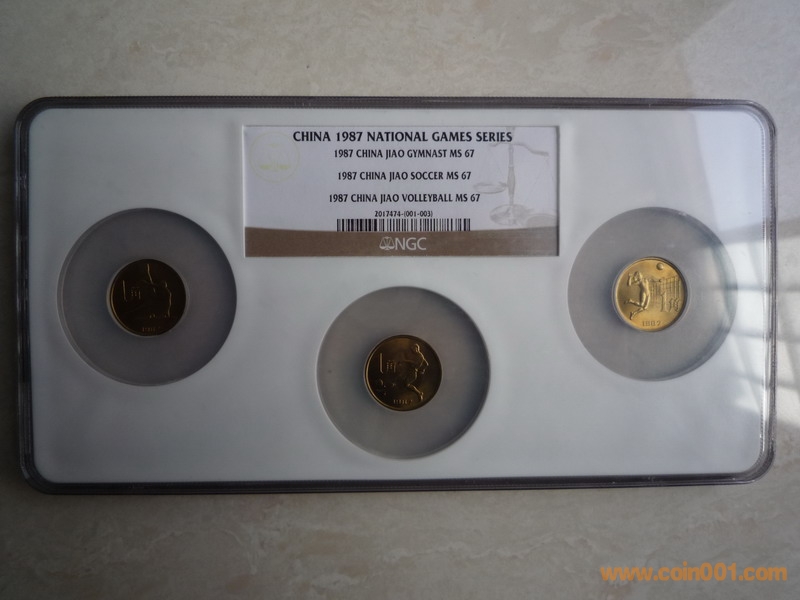 CHINA 1987 NATIONAL GAMES SERIES
1987 CHINA JIAO GYMNAST MS 67
1987 CHINA JIAO SOCCER MS 67
1987 CHINA JIAO VOLLEYBALL MS 67
2017474-(001-003)
NGC
1987
www.coin001.com